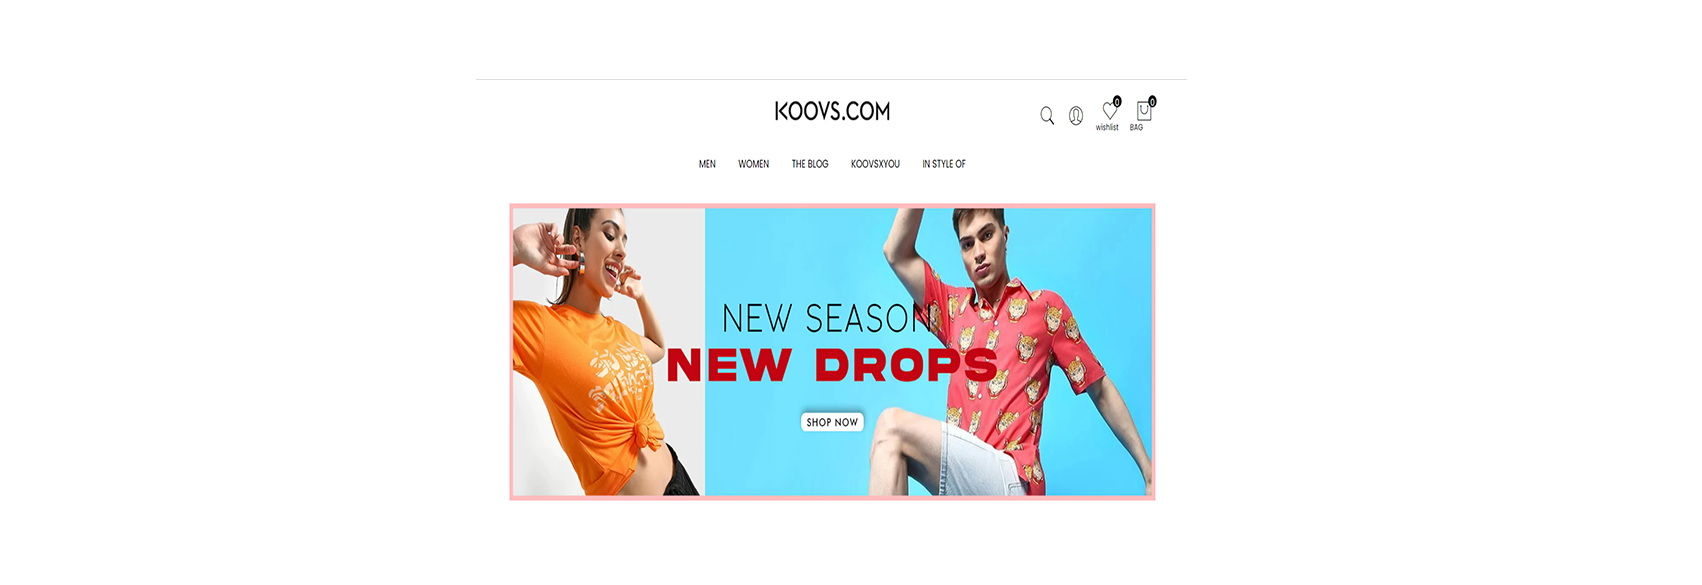 KOOVS.COM
0
0
wishlist
BAG
MEN
WOMEN
THE BLOG
KOOVSXYOU
IN STYLE OF
NEW SEASON
NEW DROPS
SHOP NOW